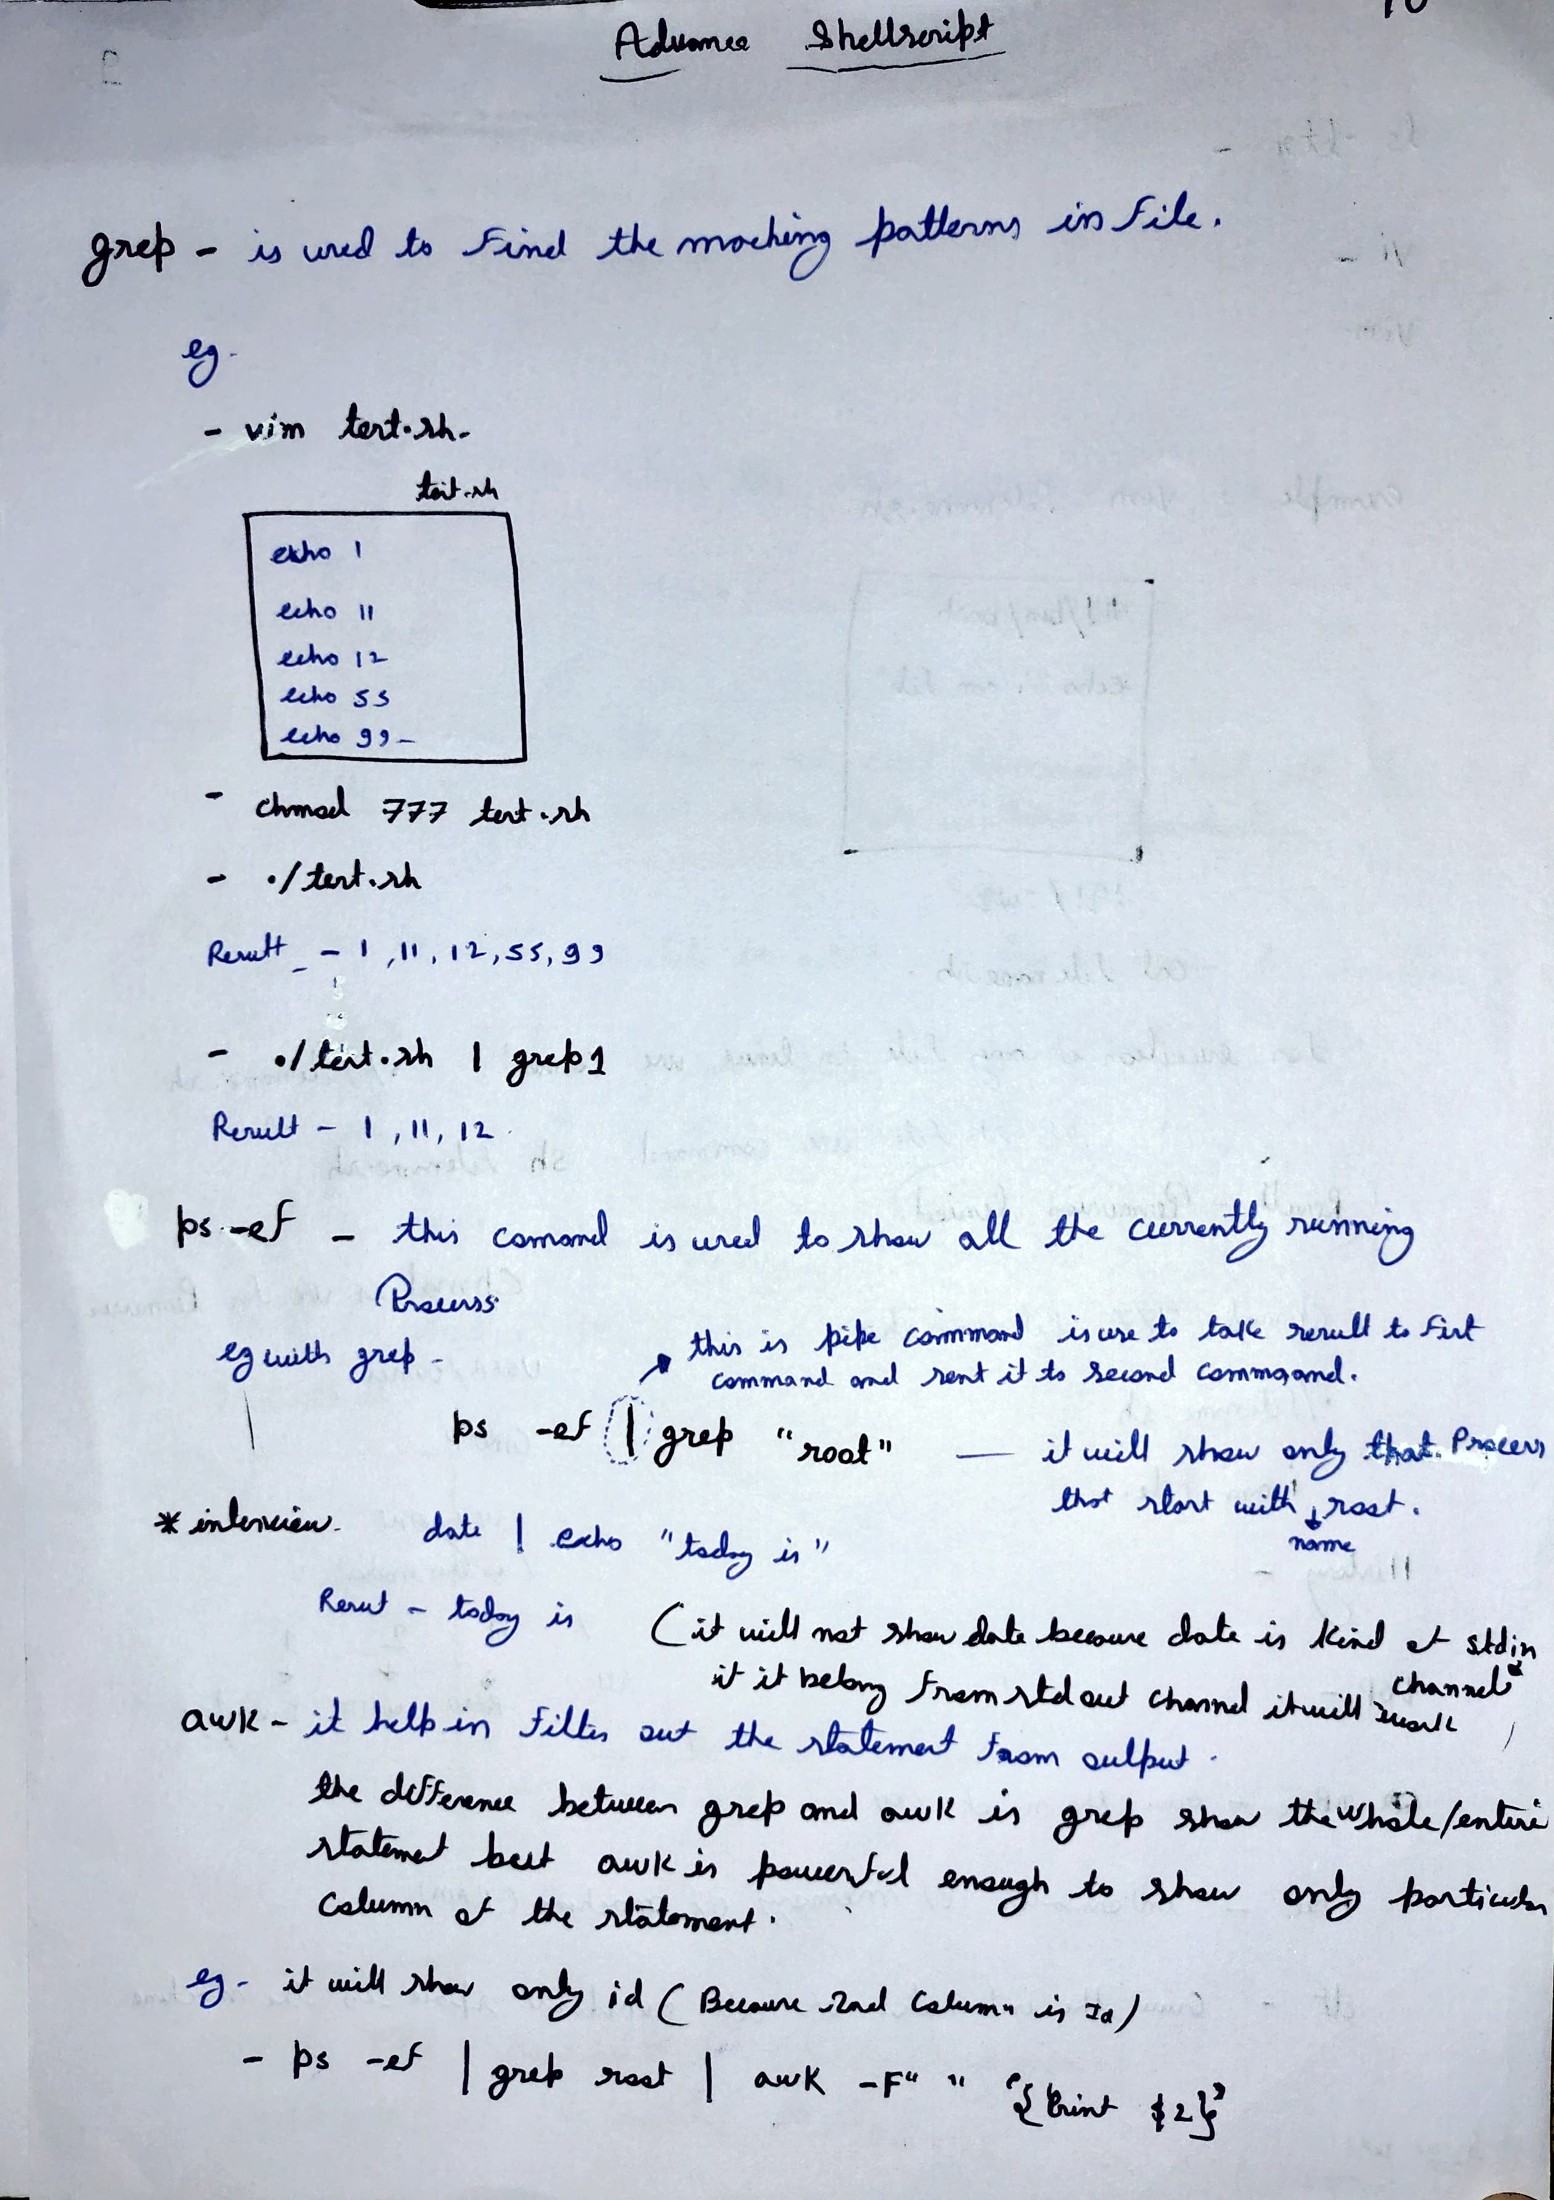 10
Advance Shellscript
grep - is used to find the maching patterns in file.
eg -
- vim test.sh -
test.sh
echo 1
echo 11
echo 12
echo 55
echo 99 -
- chmod 777 test.sh
- ./test.sh
Result - 1, 11, 12, 55, 99
- ./test.sh | grep 1
Result - 1, 11, 12
ps -ef - this comand is used to show all the currently running
Process
eg with grep -
this is pipe command is use to take result to first
command and sent it to second command.
ps -ef | grep "root" — it will show only that Process
that start with root.
name
* interview - date | echo "today is"
Resut - today is (it will not show date because date is kind of stdin
channel
it it belong from std out channel it will work
awk - it help in filter out the statement from output.
the difference between grep and awk is grep show the whole/entire
statement but awk is powerful enough to show only particular
column of the statement.
eg - it will show only id (Because 2nd column is Id)
- ps -ef | grep root | awk -F" " '{print $2}'